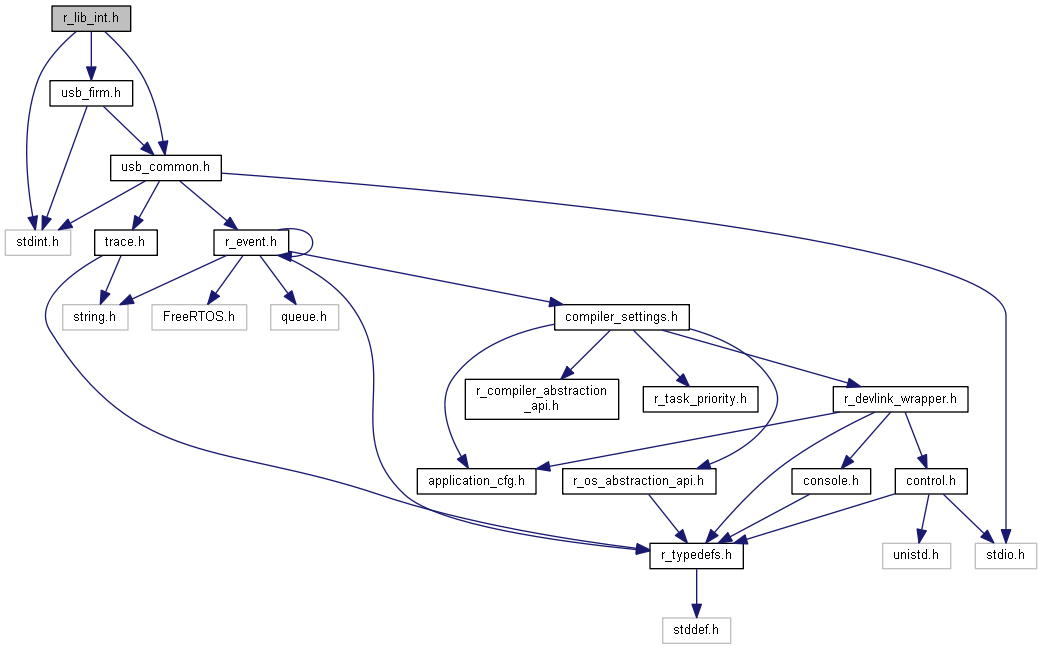 r_lib_int.h
usb_firm.h
usb_common.h
stdint.h
trace.h
r_event.h
string.h
FreeRTOS.h
queue.h
compiler_settings.h
r_compiler_abstraction
_api.h
r_task_priority.h
r_devlink_wrapper.h
application_cfg.h
r_os_abstraction_api.h
console.h
control.h
r_typedefs.h
unistd.h
stdio.h
stddef.h